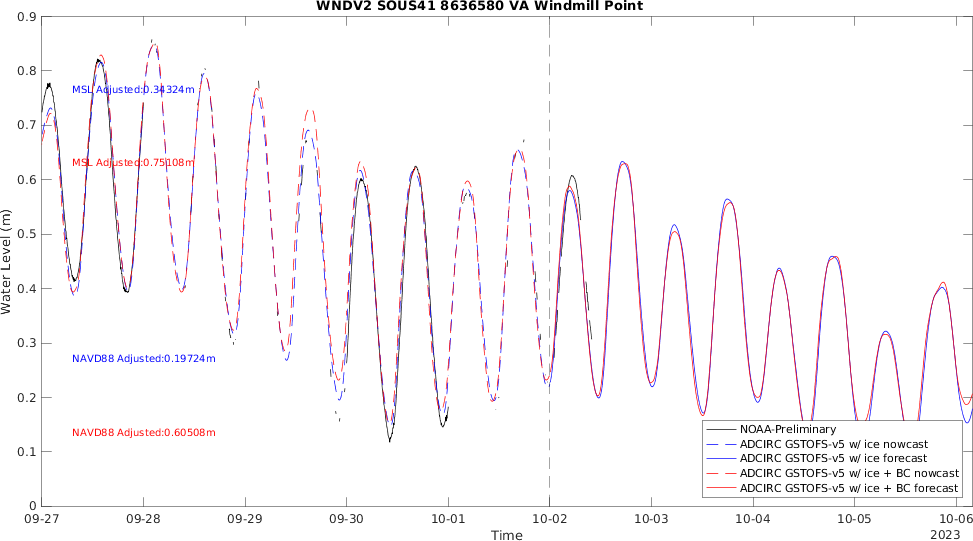 WNDV2 SOUS41 8636580 VA Windmill Point
0.9
0.8
0.7
0.6
0.5
0.4
0.3
0.2
0.1
0
Water Level (m)
MSL Adjusted:0.34324m
MSL Adjusted:0.75108m
NAVD88 Adjusted:0.19724m
NAVD88 Adjusted:0.60508m
NOAA-Preliminary
ADCIRC GSTOFS-v5 w/ ice nowcast
ADCIRC GSTOFS-v5 w/ ice forecast
ADCIRC GSTOFS-v5 w/ ice + BC nowcast
ADCIRC GSTOFS-v5 w/ ice + BC forecast
09-27 09-28 09-29 09-30 10-01 10-02 10-03 10-04 10-05 10-06
Time
2023